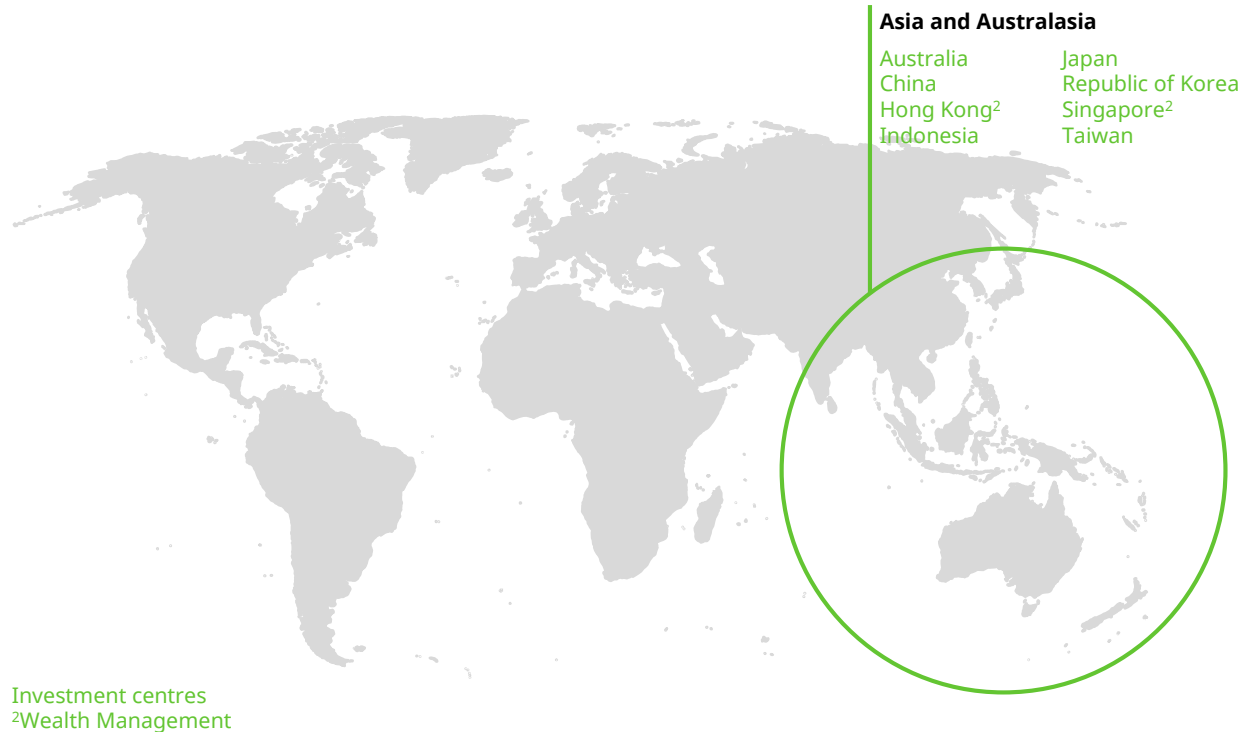 Asia and Australasia
Australia
China
Hong Kong²
Indonesia
Japan
Republic of Korea
Singapore²
Taiwan
Investment centres
²Wealth Management